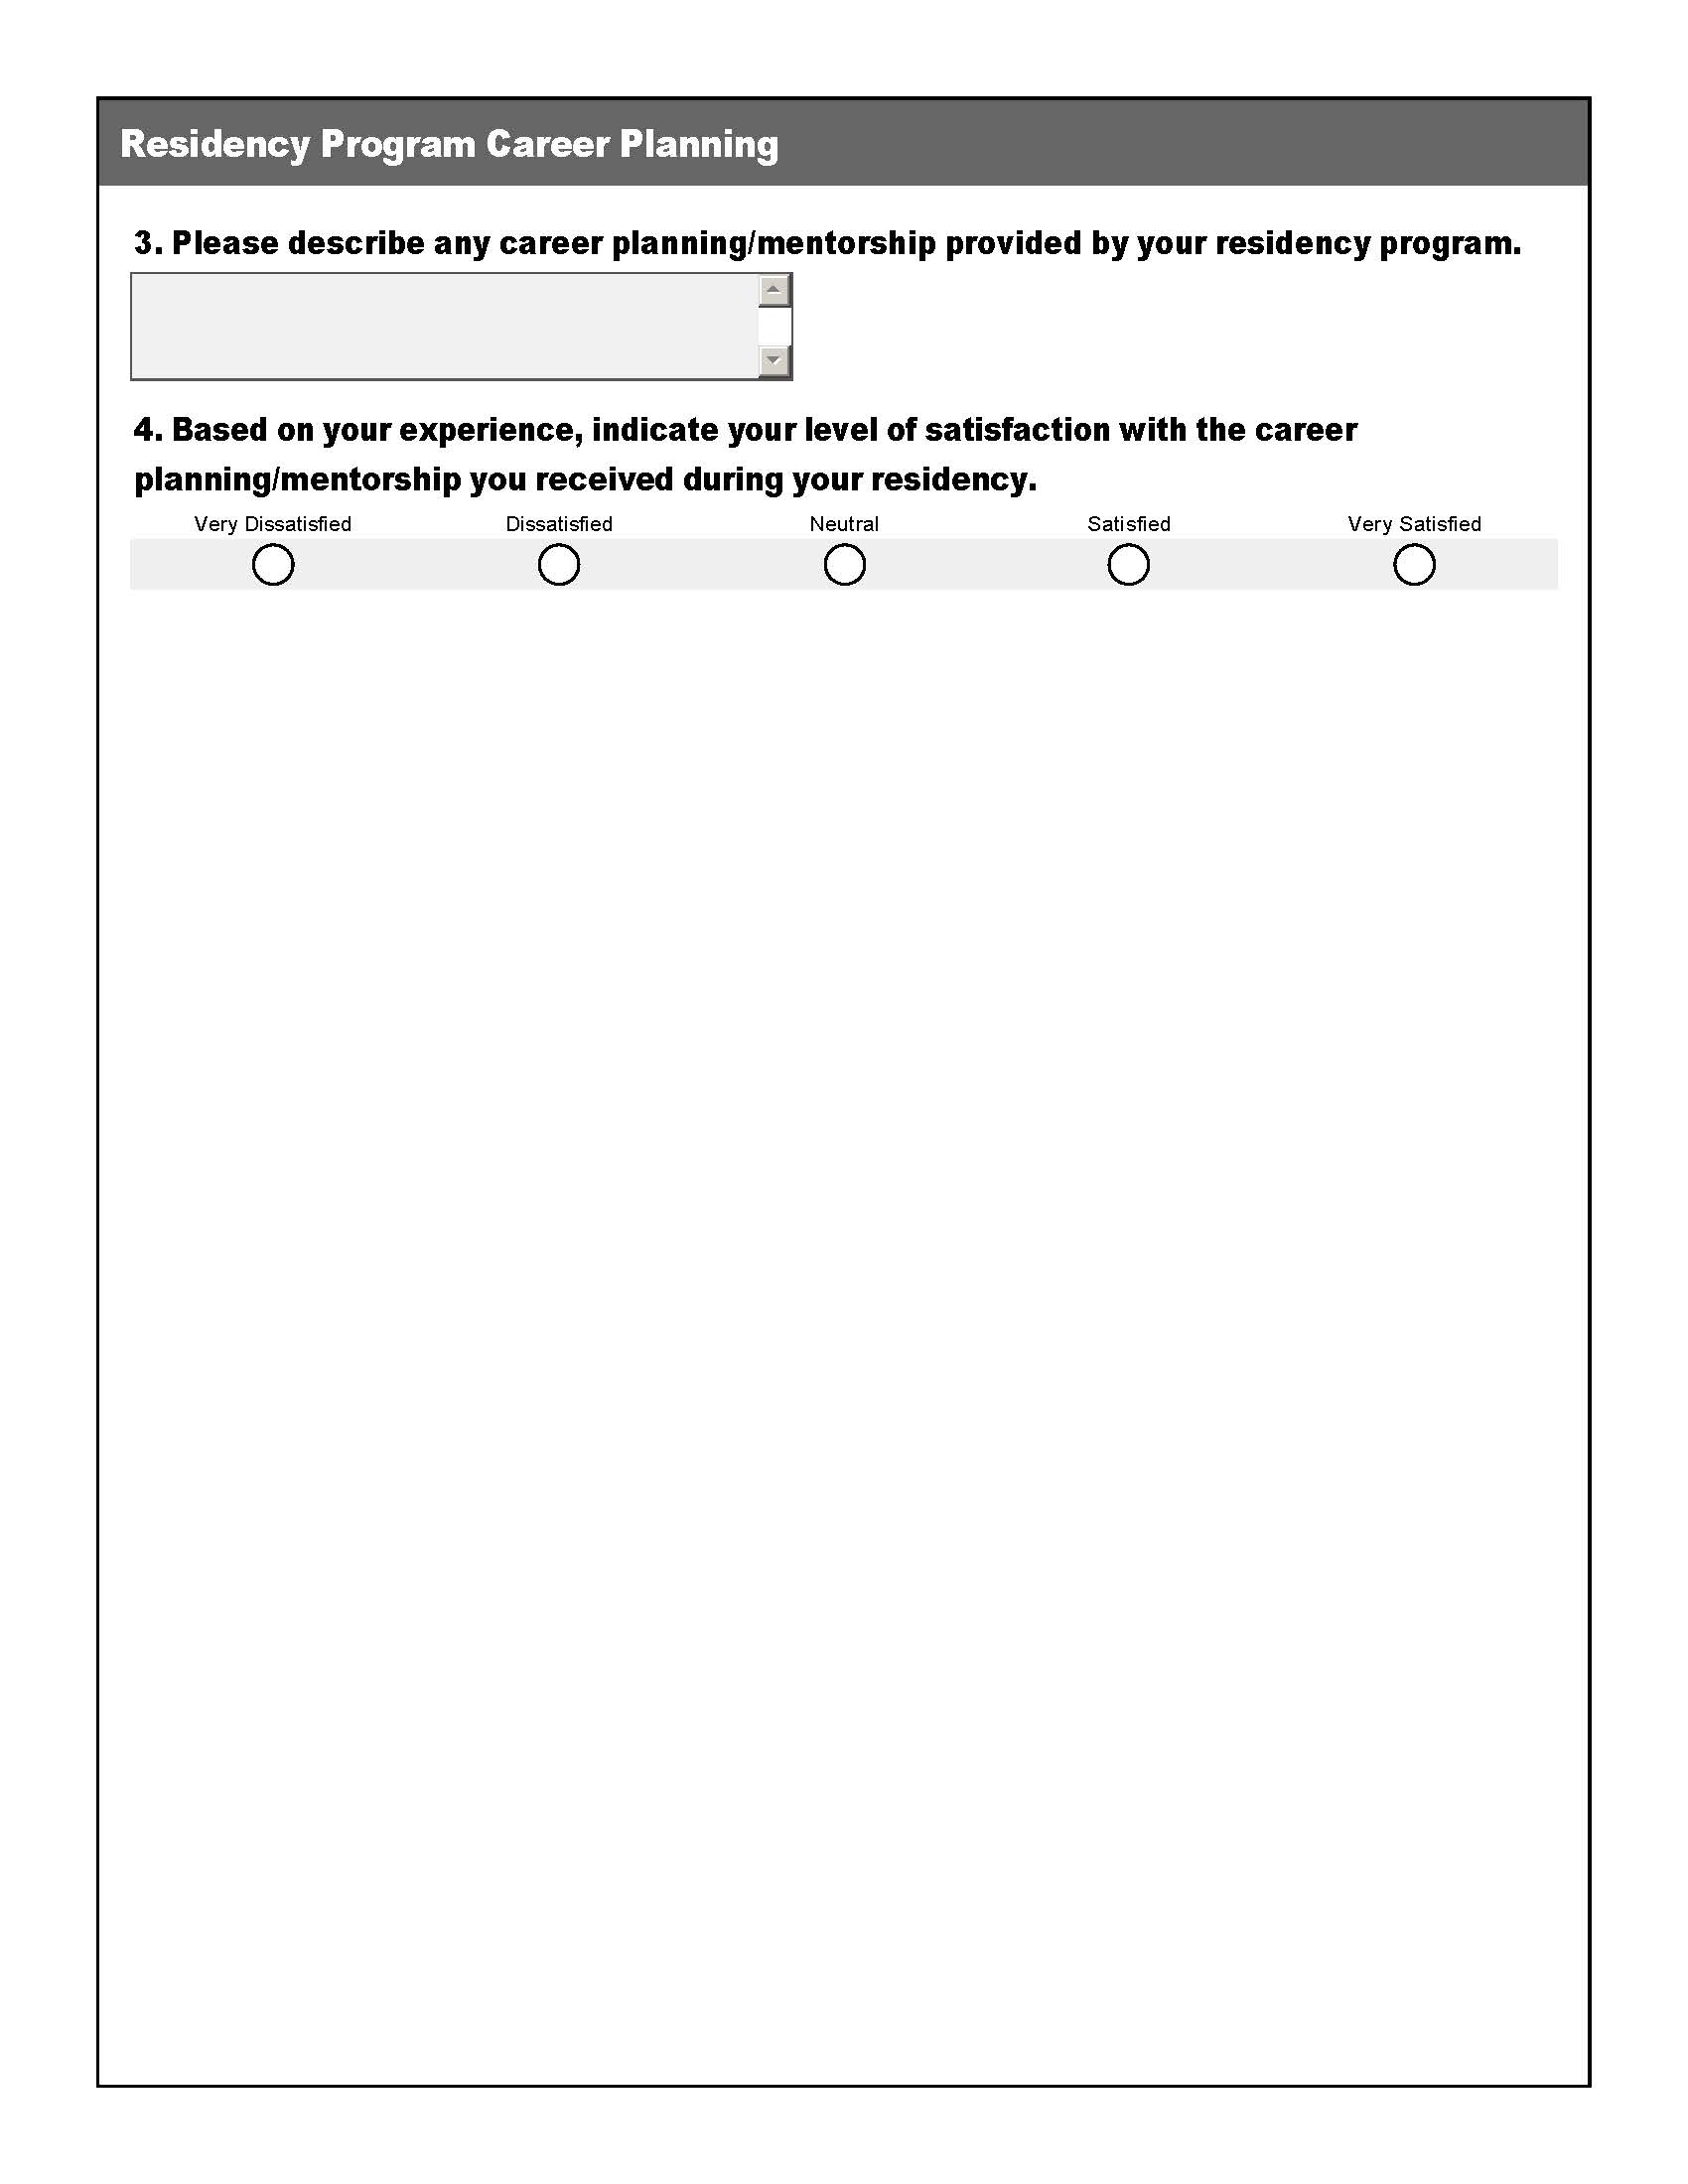 Residency Program Career Planning
3. Please describe any career planning/mentorship provided by your residency program.
4. Based on your experience, indicate your level of satisfaction with the career
planning/mentorship you received during your residency.
Very Dissatisfied Dissatisfied Neutral Satisfied Very Satisfied